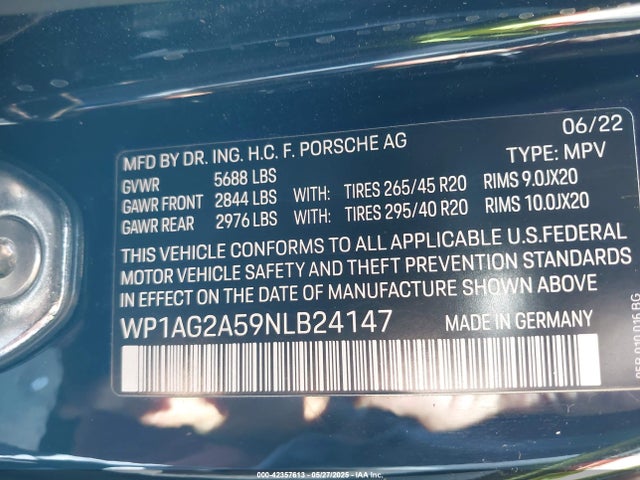 06/22
MFD BY DR. ING. H.C. F. PORSCHE AG
TYPE: MPV
GVWR 5688 LBS
GAWR FRONT 2844 LBS WITH: TIRES 265/45 R20 RIMS 9.0JX20
GAWR REAR 2976 LBS WITH: TIRES 295/40 R20 RIMS 10.0JX20
THIS VEHICLE CONFORMS TO ALL APPLICABLE U.S.FEDERAL
MOTOR VEHICLE SAFETY AND THEFT PREVENTION STANDARDS
IN EFFECT ON THE DATE OF MANUFACTURE SHOWN ABOVE
WP1AG2A59NLB24147 MADE IN GERMANY
000-42357613 - 05/27/2025 - IAA Inc.